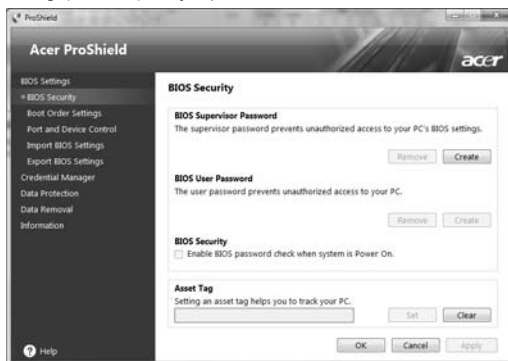 ProShield
Acer ProShield
acer
BIOS Settings
BIOS Security
Boot Order Settings
Port and Device Control
Import BIOS Settings
Export BIOS Settings
Credential Manager
Data Protection
Data Removal
Information
Help
BIOS Security
BIOS Supervisor Password
The supervisor password prevents unauthorized access to your PC's BIOS settings.
Remove Create
BIOS User Password
The user password prevents unauthorized access to your PC.
Remove Create
BIOS Security
Enable BIOS password check when system is Power On.
Asset Tag
Setting an asset tag helps you to track your PC.
Set Clear
OK Cancel Apply